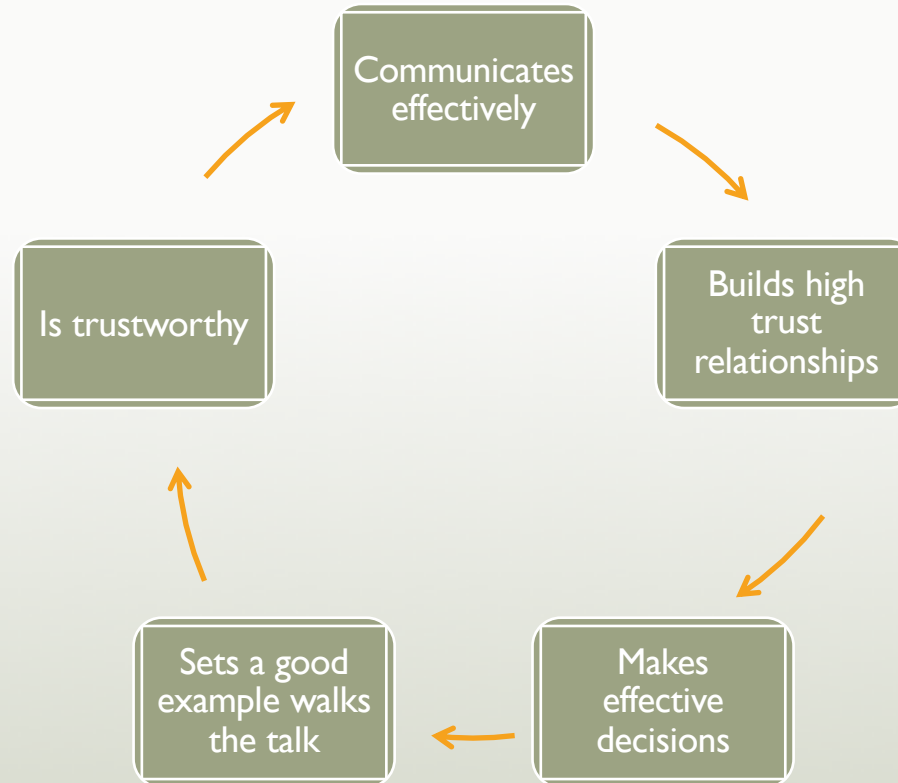 Communicates
effectively
Builds high
trust
relationships
Makes
effective
decisions
Sets a good
example walks
the talk
Is trustworthy